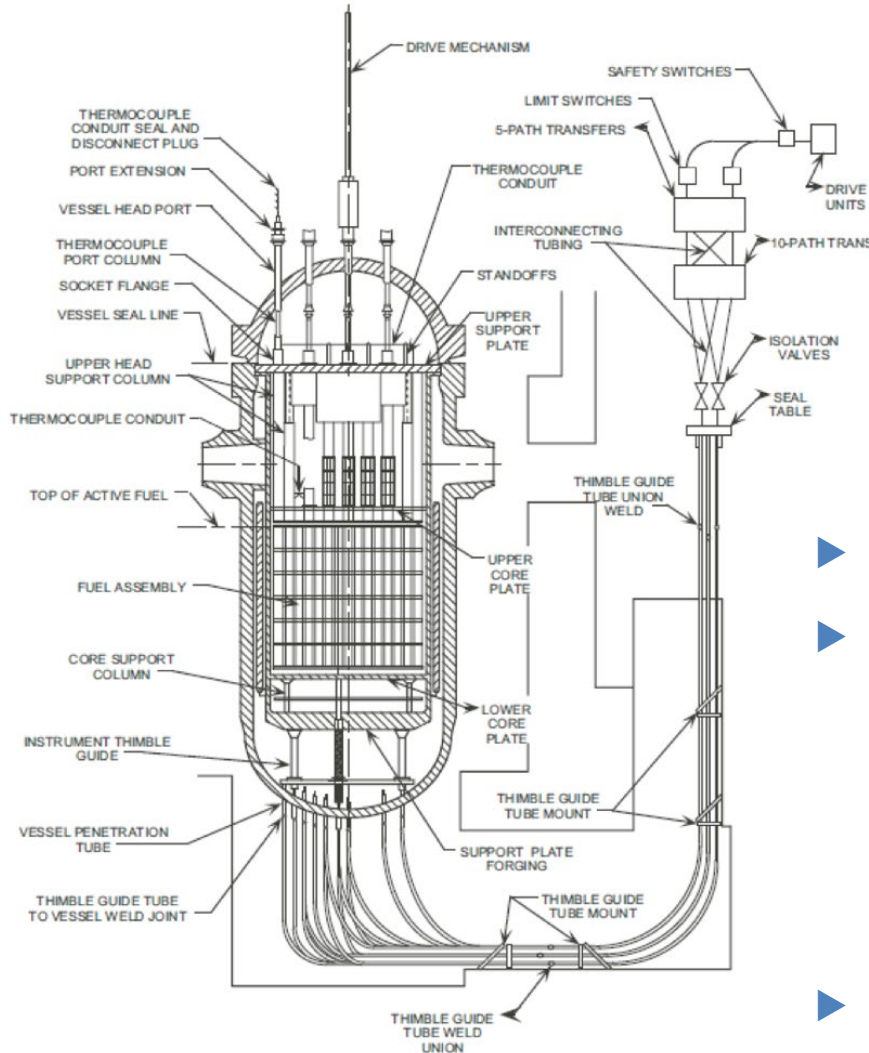 DRIVE MECHANISM
SAFETY SWITCHES
LIMIT SWITCHES
5-PATH TRANSFERS
THERMOCOUPLE
CONDUIT SEAL AND
DISCONNECT PLUG
PORT EXTENSION
THERMOCOUPLE
CONDUIT
DRIVE
UNITS
VESSEL HEAD PORT
INTERCONNECTING
TUBING
10-PATH TRANS
THERMOCOUPLE
PORT COLUMN
STANDOFFS
SOCKET FLANGE
VESSEL SEAL LINE
UPPER
SUPPORT
PLATE
ISOLATION
VALVES
UPPER HEAD
SUPPORT COLUMN
SEAL
TABLE
THERMOCOUPLE CONDUIT
THIMBLE GUIDE
TUBE UNION
WELD
TOP OF ACTIVE FUEL
UPPER
CORE
PLATE
FUEL ASSEMBLY
CORE SUPPORT
COLUMN
LOWER
CORE
PLATE
INSTRUMENT THIMBLE
GUIDE
THIMBLE GUIDE
TUBE MOUNT
VESSEL PENETRATION
TUBE
SUPPORT PLATE
FORGING
THIMBLE GUIDE TUBE
TO VESSEL WELD JOINT
THIMBLE GUIDE
TUBE MOUNT
THIMBLE GUIDE
TUBE WELD
UNION